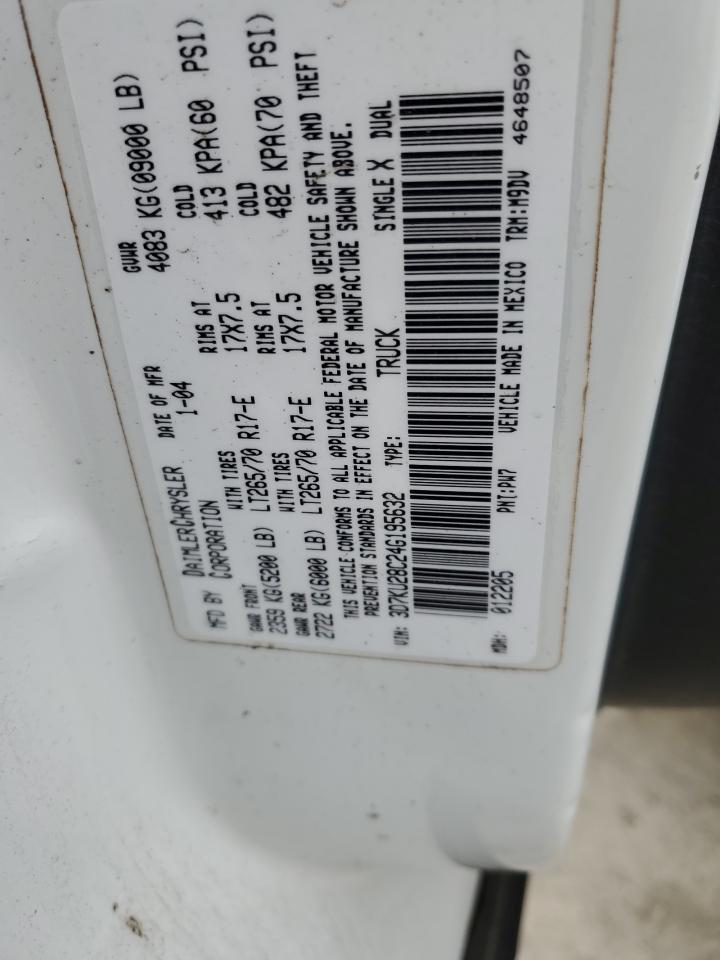 MFD BY DAIMLERCHRYSLER CORPORATION DATE OF MFR 1-04 GVWR 4083 KG(09000 LB)
GAWR FRONT WITH TIRES RIMS AT COLD
2359 KG(5200 LB) LT265/70 R17-E 17X7.5 413 KPA(60 PSI)
GAWR REAR WITH TIRES RIMS AT COLD
2722 KG(6000 LB) LT265/70 R17-E 17X7.5 482 KPA(70 PSI)
THIS VEHICLE CONFORMS TO ALL APPLICABLE FEDERAL MOTOR VEHICLE SAFETY AND THEFT
PREVENTION STANDARDS IN EFFECT ON THE DATE OF MANUFACTURE SHOWN ABOVE.
VIN: 3D7KU28C24G195632 TYPE: TRUCK SINGLE X DUAL
MDH: 012205 PNT:PW7 VEHICLE MADE IN MEXICO TRM:M9DV 4648507